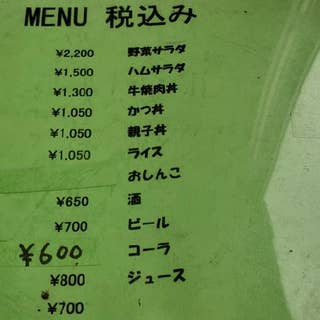 MENU 税込み
¥2,200 野菜サラダ
¥1,500 ハムサラダ
¥1,300 牛焼肉丼
¥1,050 かつ丼
¥1,050 親子丼
¥1,050 ライス
おしんこ
¥650 酒
¥700 ビール
¥600 コーラ
¥800 ジュース
¥700